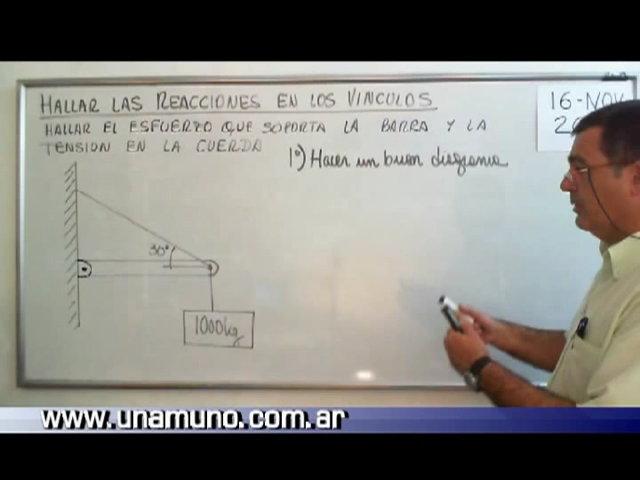 HALLAR LAS REACCIONES EN LOS VINCULOS
HALLAR EL ESFUERZO QUE SOPORTA LA BARRA Y LA
TENSION EN LA CUERDA
1º) Hacer un buen diagrama
16-NOV
30°
1000kg
www.unamuno.com.ar